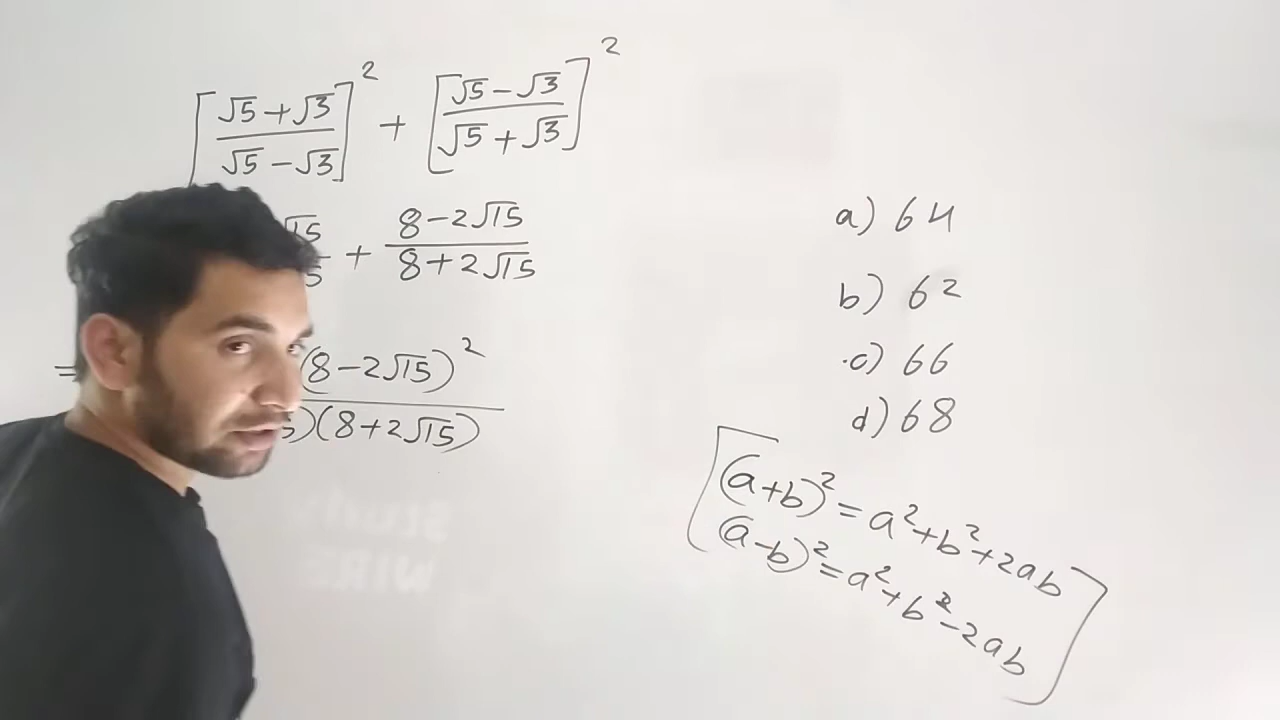 [(√5 + √3)/(√5 − √3)]² + [(√5 − √3)/(√5 + √3)]²
+ (8 − 2√15)/(8 + 2√15)
= (8 − 2√15)²
)(8 + 2√15)
a) 64
b) 62
c) 66
d) 68
[(a+b)² = a² + b² + 2ab
(a−b)² = a² + b² − 2ab]